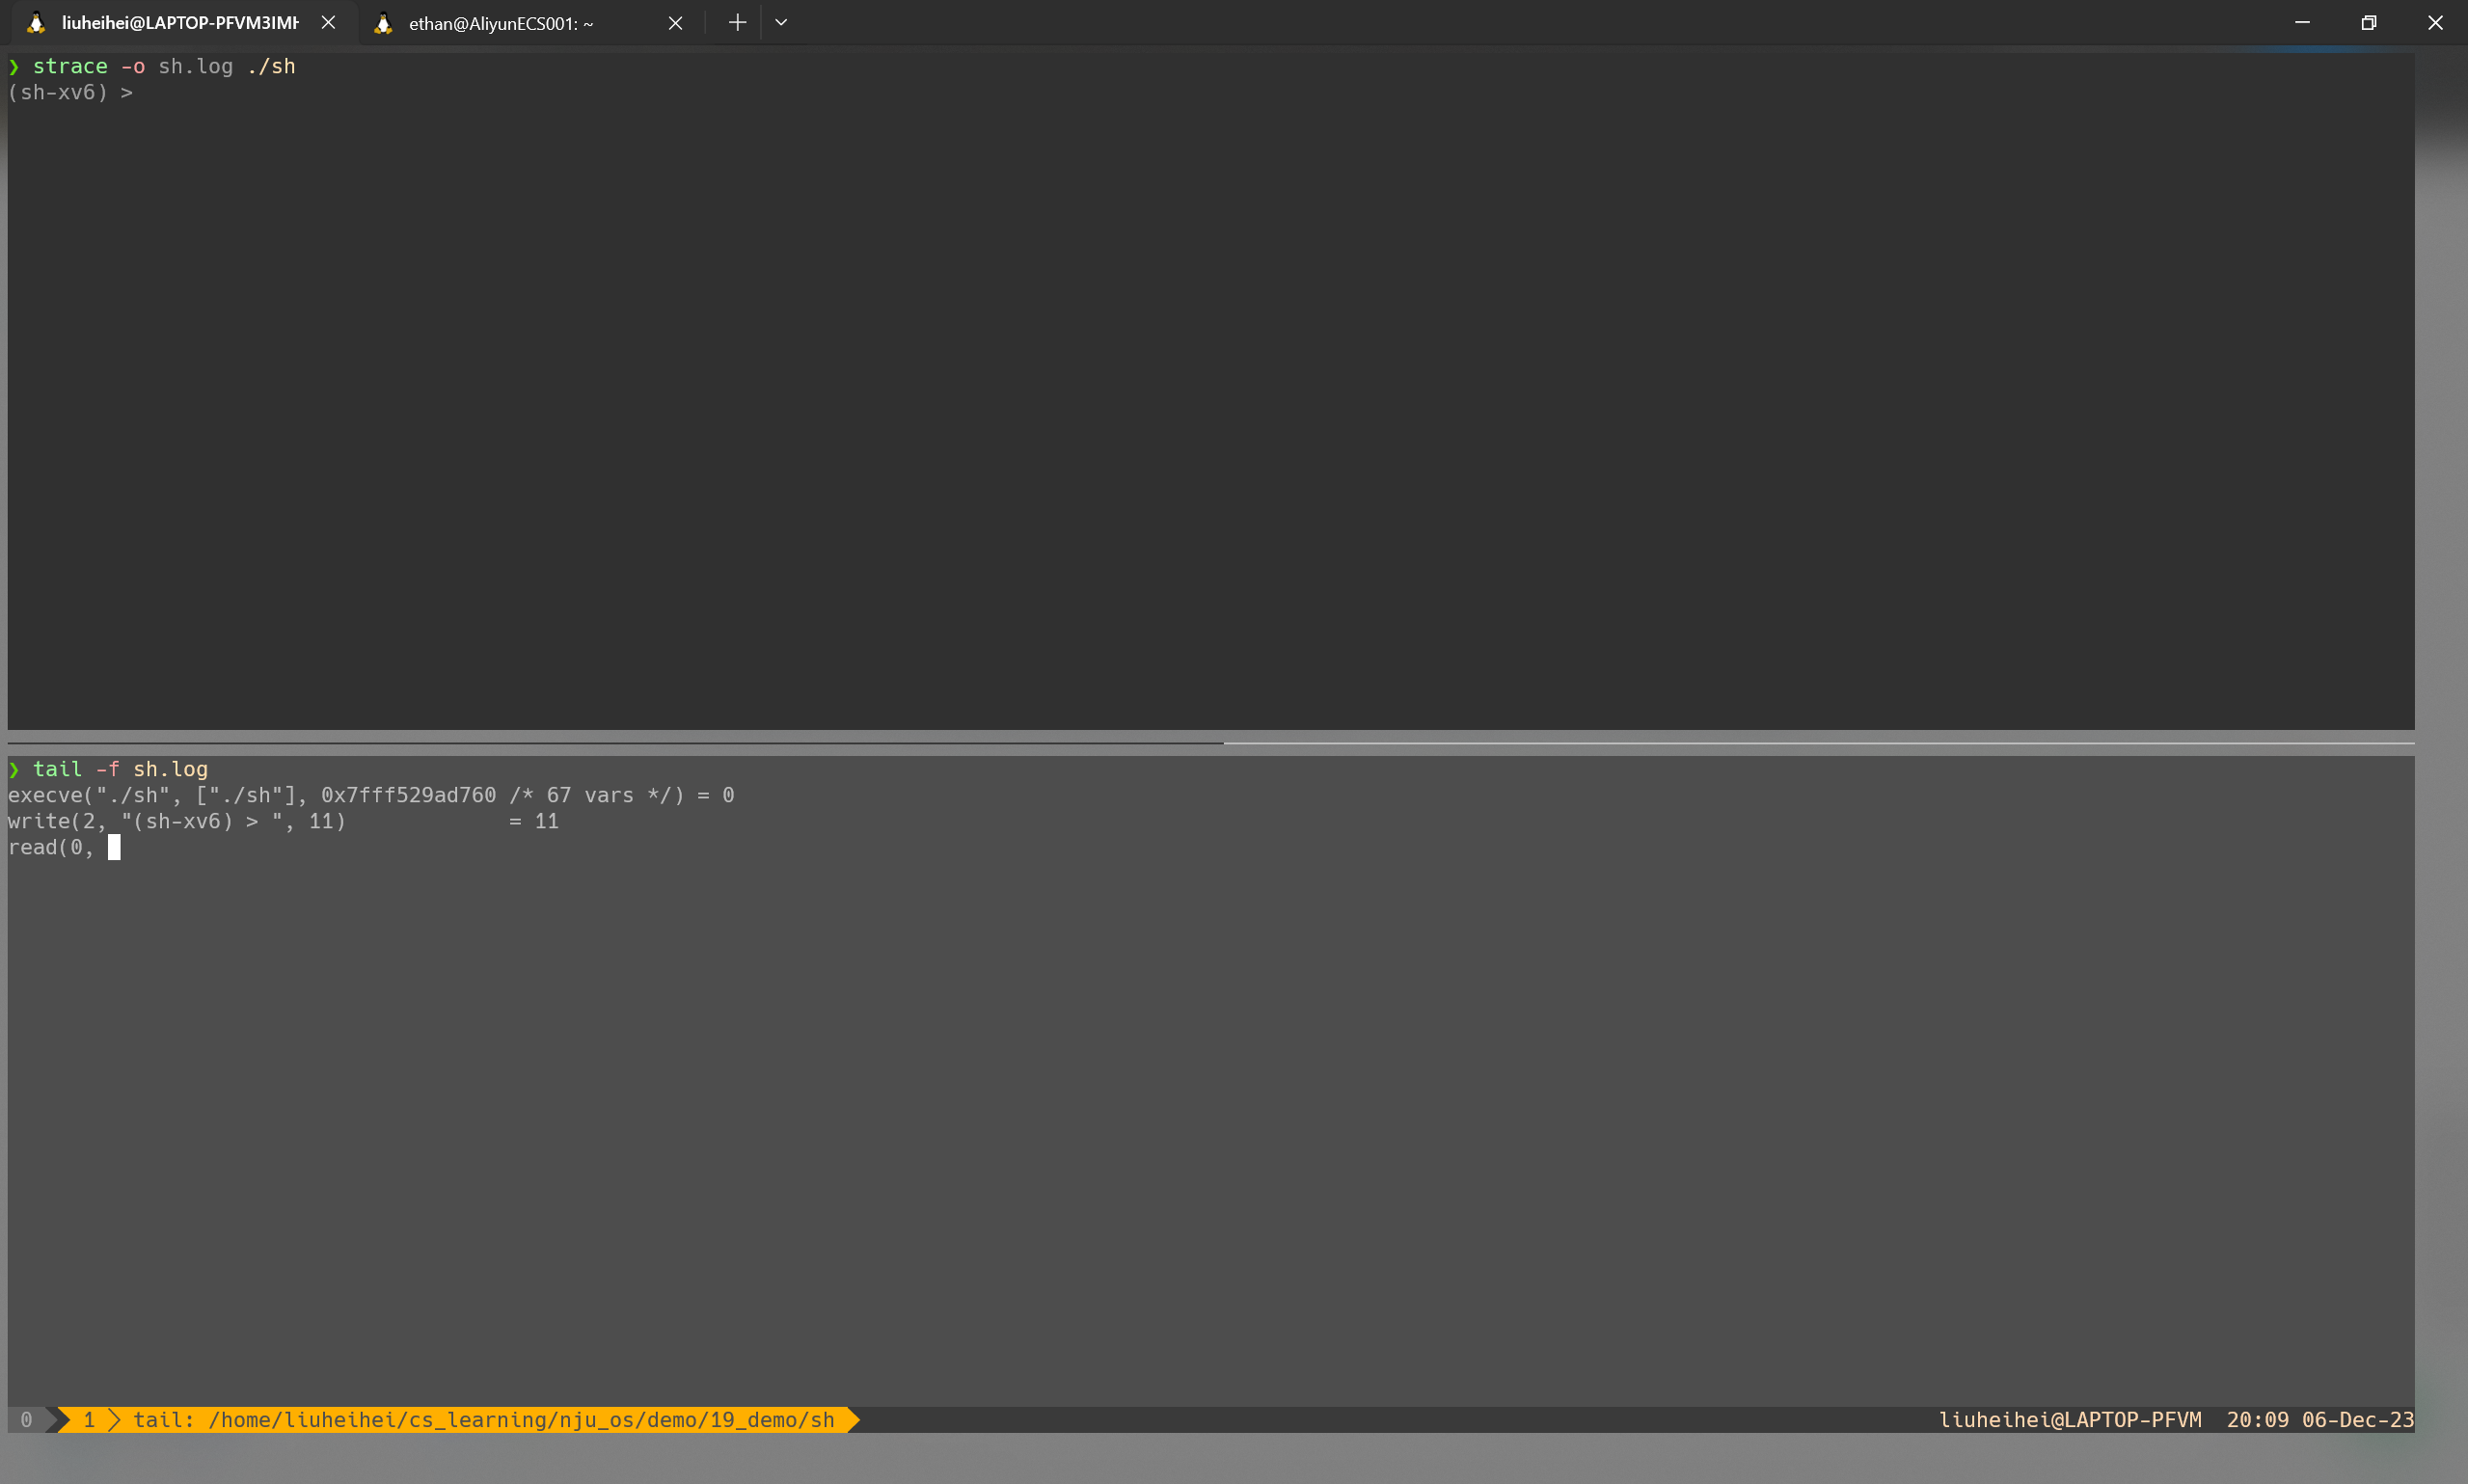 liuheihei@LAPTOP-PFVM3IMH
ethan@AliyunECS001: ~
❯ strace -o sh.log ./sh
(sh-xv6) >
❯ tail -f sh.log
execve("./sh", ["./sh"], 0x7fff529ad760 /* 67 vars */) = 0
write(2, "(sh-xv6) > ", 11)             = 11
read(0,
0 1 tail: /home/liuheihei/cs_learning/nju_os/demo/19_demo/sh liuheihei@LAPTOP-PFVM  20:09 06-Dec-23